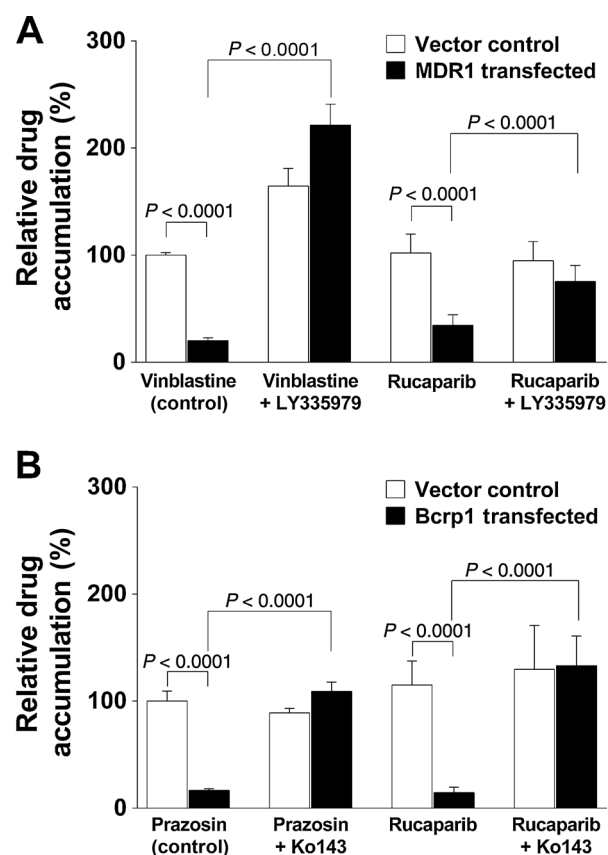 A
Relative drug
accumulation (%)
300
200
100
0
Vector control
MDR1 transfected
P < 0.0001
P < 0.0001
P < 0.0001
P < 0.0001
Vinblastine
(control)
Vinblastine
+ LY335979
Rucaparib
Rucaparib
+ LY335979
B
Relative drug
accumulation (%)
300
200
100
0
Vector control
Bcrp1 transfected
P < 0.0001
P < 0.0001
P < 0.0001
P < 0.0001
Prazosin
(control)
Prazosin
+ Ko143
Rucaparib
Rucaparib
+ Ko143